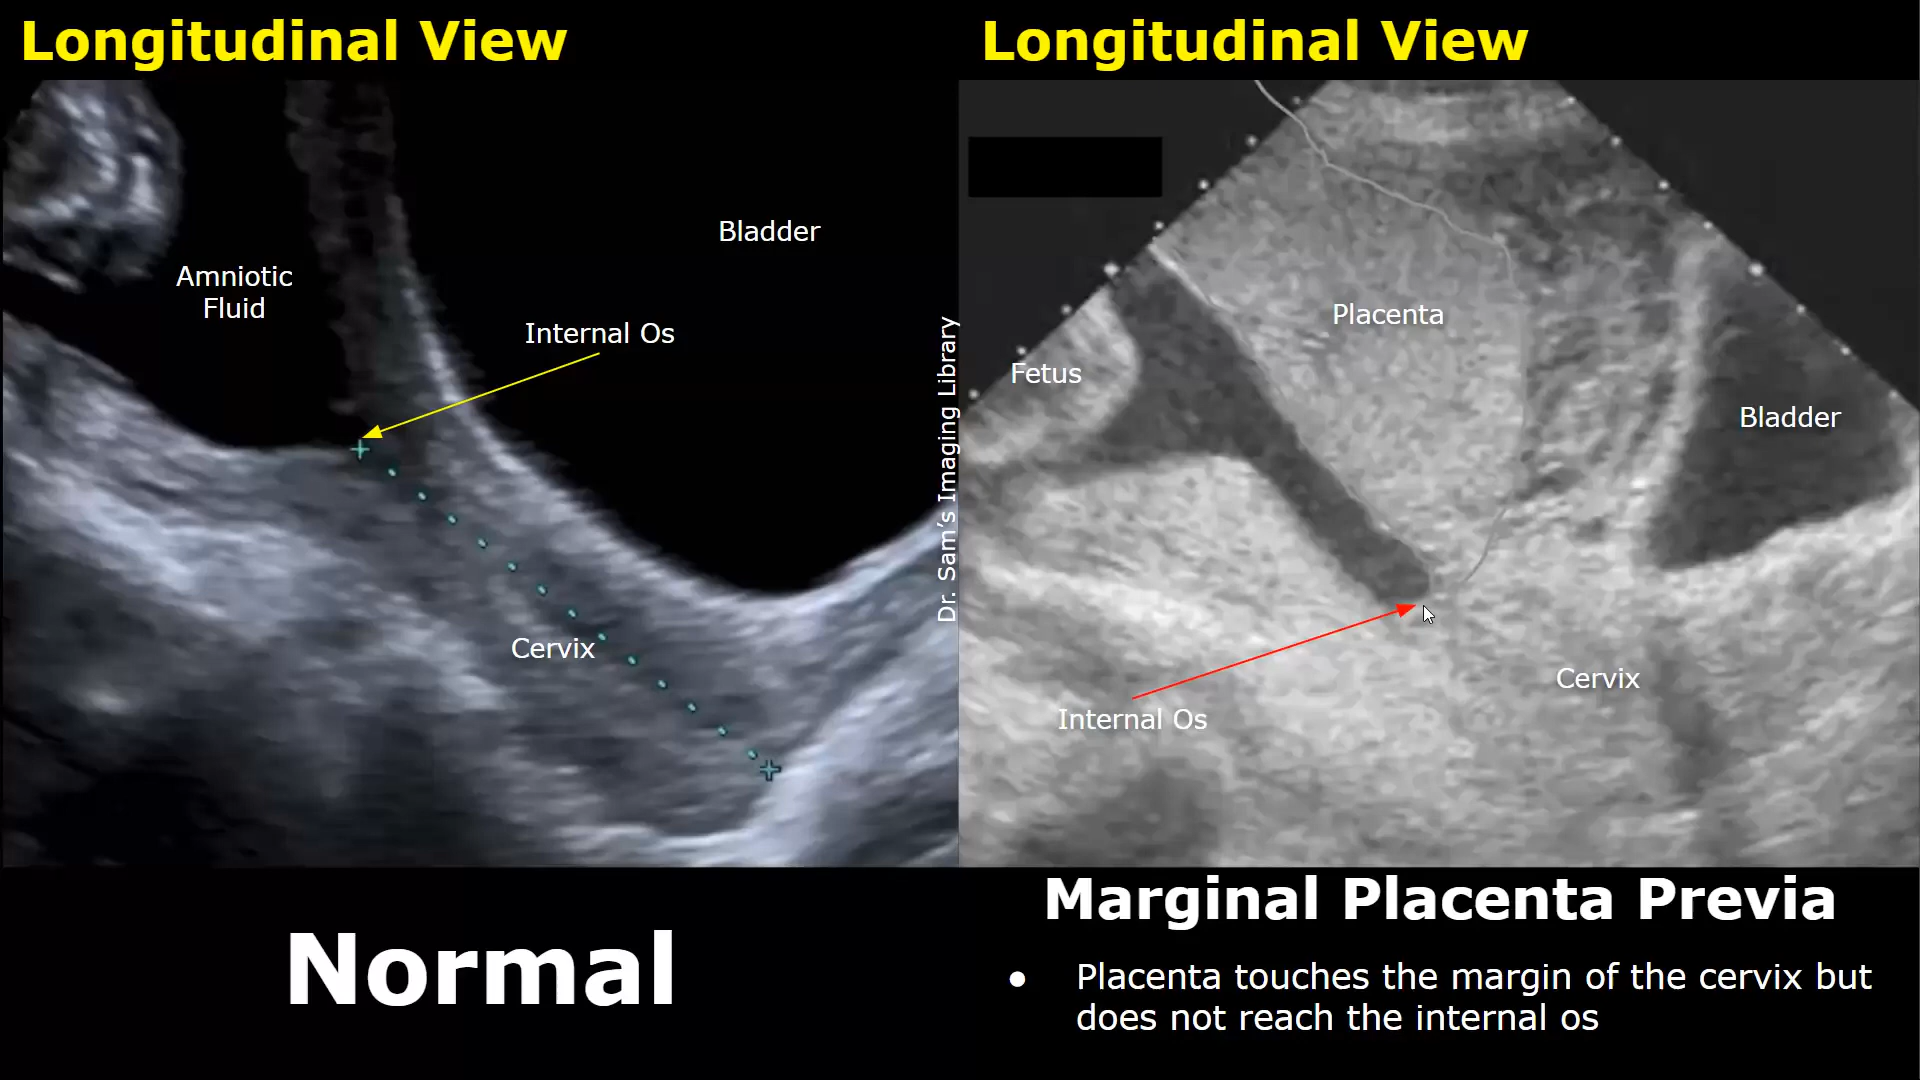 Longitudinal View
Amniotic
Fluid
Bladder
Internal Os
Cervix
Normal
Dr. Sam's Imaging Library
Longitudinal View
Placenta
Fetus
Bladder
Cervix
Internal Os
Marginal Placenta Previa
● Placenta touches the margin of the cervix but
does not reach the internal os